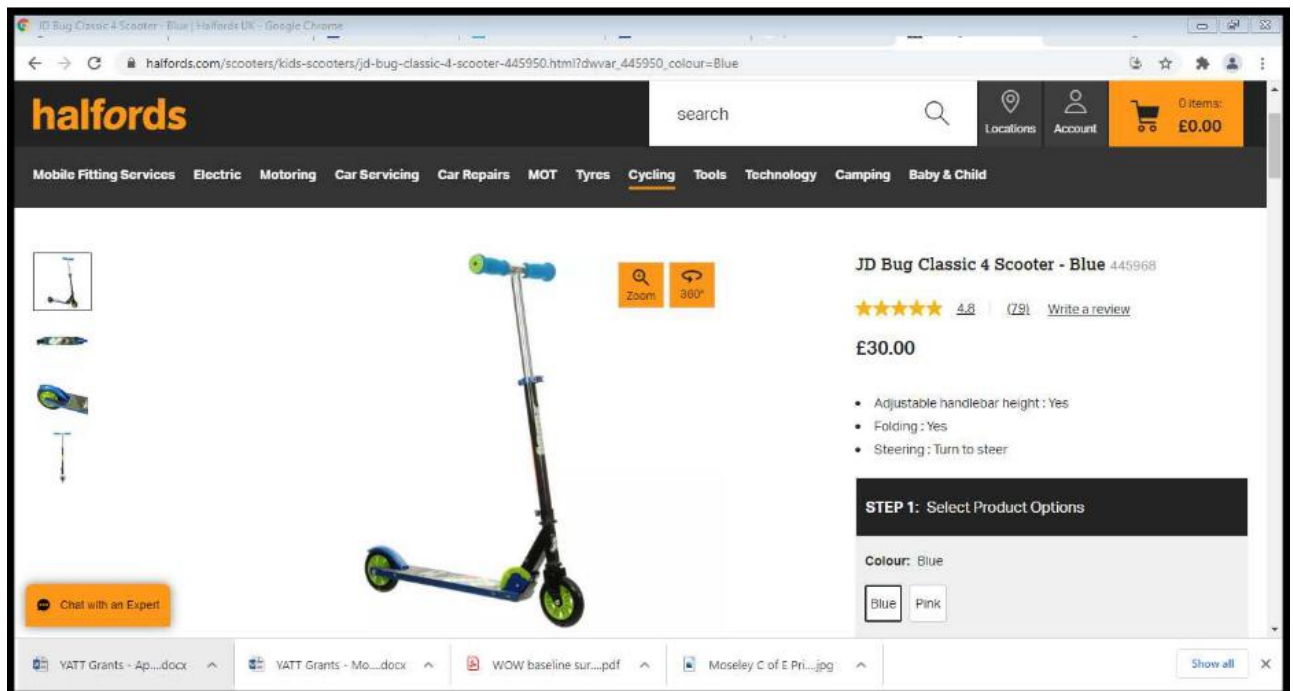 JD Bug Classic 4 Scooter - Blue | Halfords UK - Google Chrome
halfords.com/scooters/kids-scooters/jd-bug-classic-4-scooter-445950.html?dwvar_445950_colour=Blue
halfords
search
Locations
Account
0 items:
£0.00
Mobile Fitting Services Electric Motoring Car Servicing Car Repairs MOT Tyres Cycling Tools Technology Camping Baby & Child
Zoom
360°
JD Bug Classic 4 Scooter - Blue 445968
4.8 (79) Write a review
£30.00
• Adjustable handlebar height : Yes
• Folding : Yes
• Steering : Turn to steer
STEP 1: Select Product Options
Colour: Blue
Blue Pink
Chat with an Expert
YATT Grants - Ap....docx
YATT Grants - Mo....docx
WOW baseline sur....pdf
Moseley C of E Pri....jpg
Show all